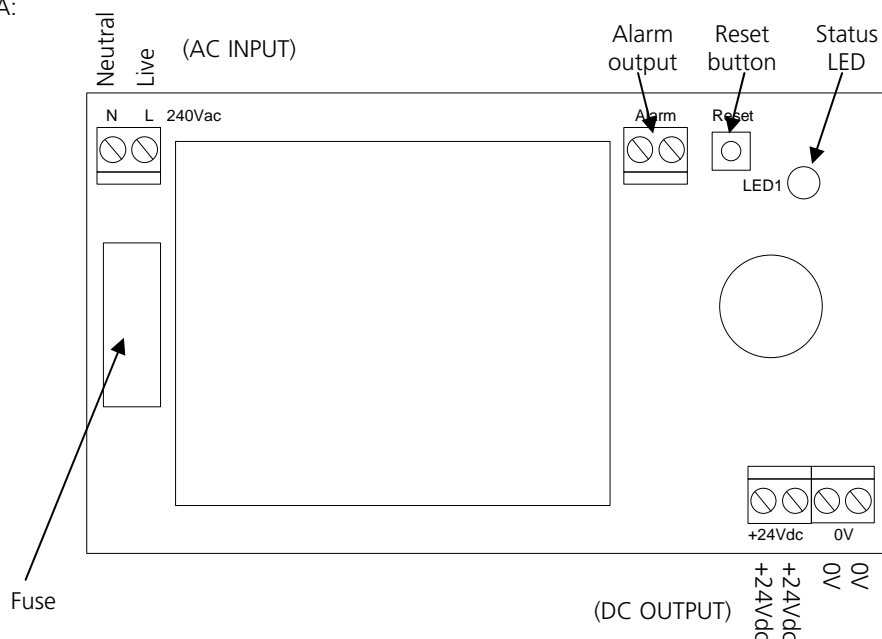 A:
Neutral
Live
(AC INPUT)
Alarm
output
Reset
button
Status
LED
N L 240Vac
Alarm
Reset
LED1
+24Vdc 0V
+24Vdc
+24Vdc
0V
0V
(DC OUTPUT)
Fuse